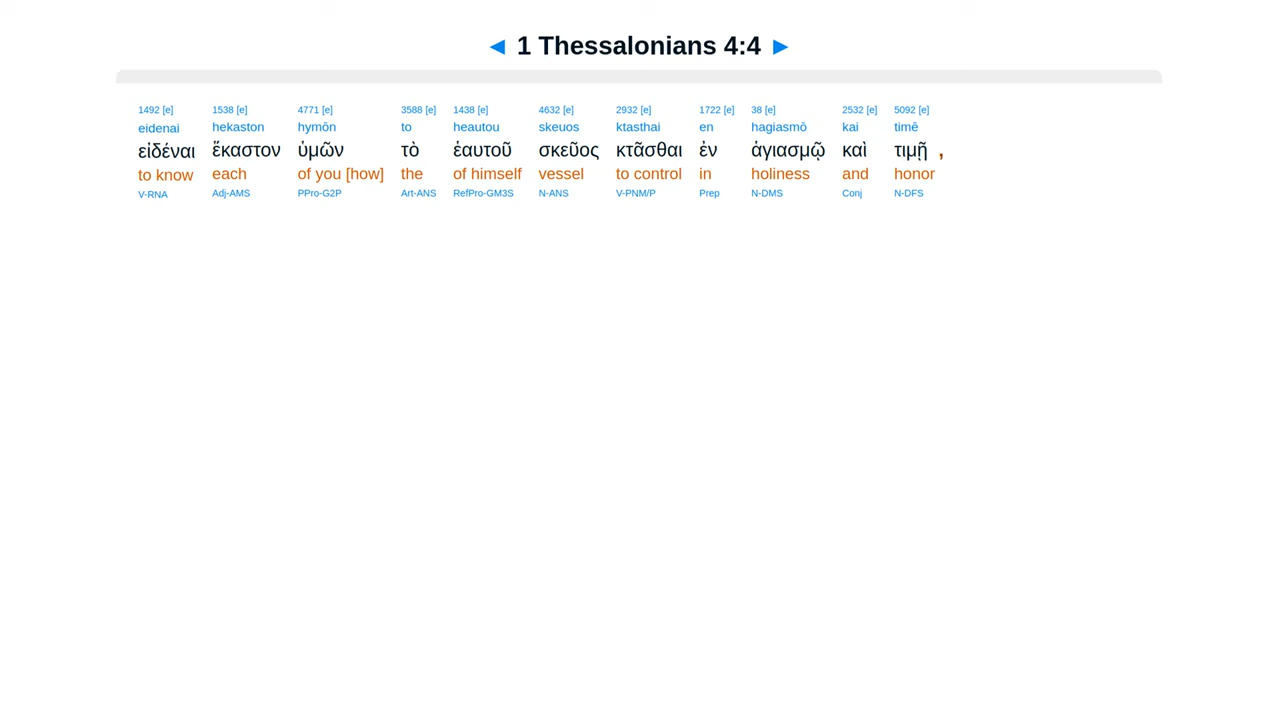 ◄ 1 Thessalonians 4:4 ►
1492 [e] 1538 [e] 4771 [e] 3588 [e] 1438 [e] 4632 [e] 2932 [e] 1722 [e] 38 [e] 2532 [e] 5092 [e]
eidenai hekaston hymōn to heautou skeuos ktasthai en hagiasmō kai timē
εἰδέναι ἕκαστον ὑμῶν τὸ ἑαυτοῦ σκεῦος κτᾶσθαι ἐν ἁγιασμῷ καὶ τιμῇ ,
to know each of you [how] the of himself vessel to control in holiness and honor
V-RNA Adj-AMS PPro-G2P Art-ANS RefPro-GM3S N-ANS V-PNM/P Prep N-DMS Conj N-DFS